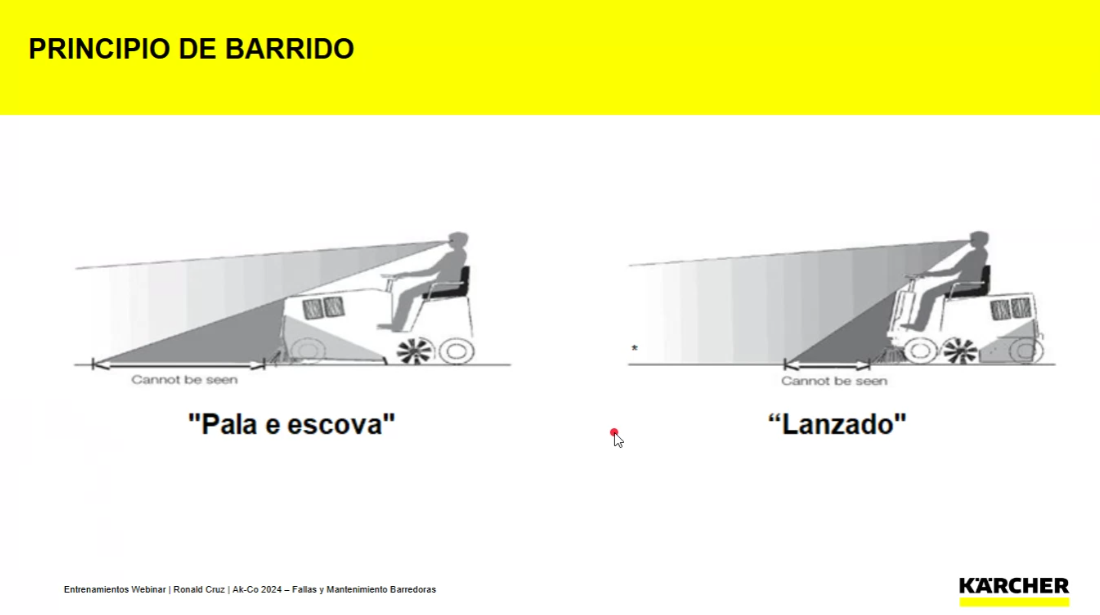 PRINCIPIO DE BARRIDO
Cannot be seen
Cannot be seen
*
"Pala e escova"
“Lanzado"
Entrenamientos Webinar | Ronald Cruz | Ak-Co 2024 – Fallas y Mantenimiento Barredoras
KÄRCHER